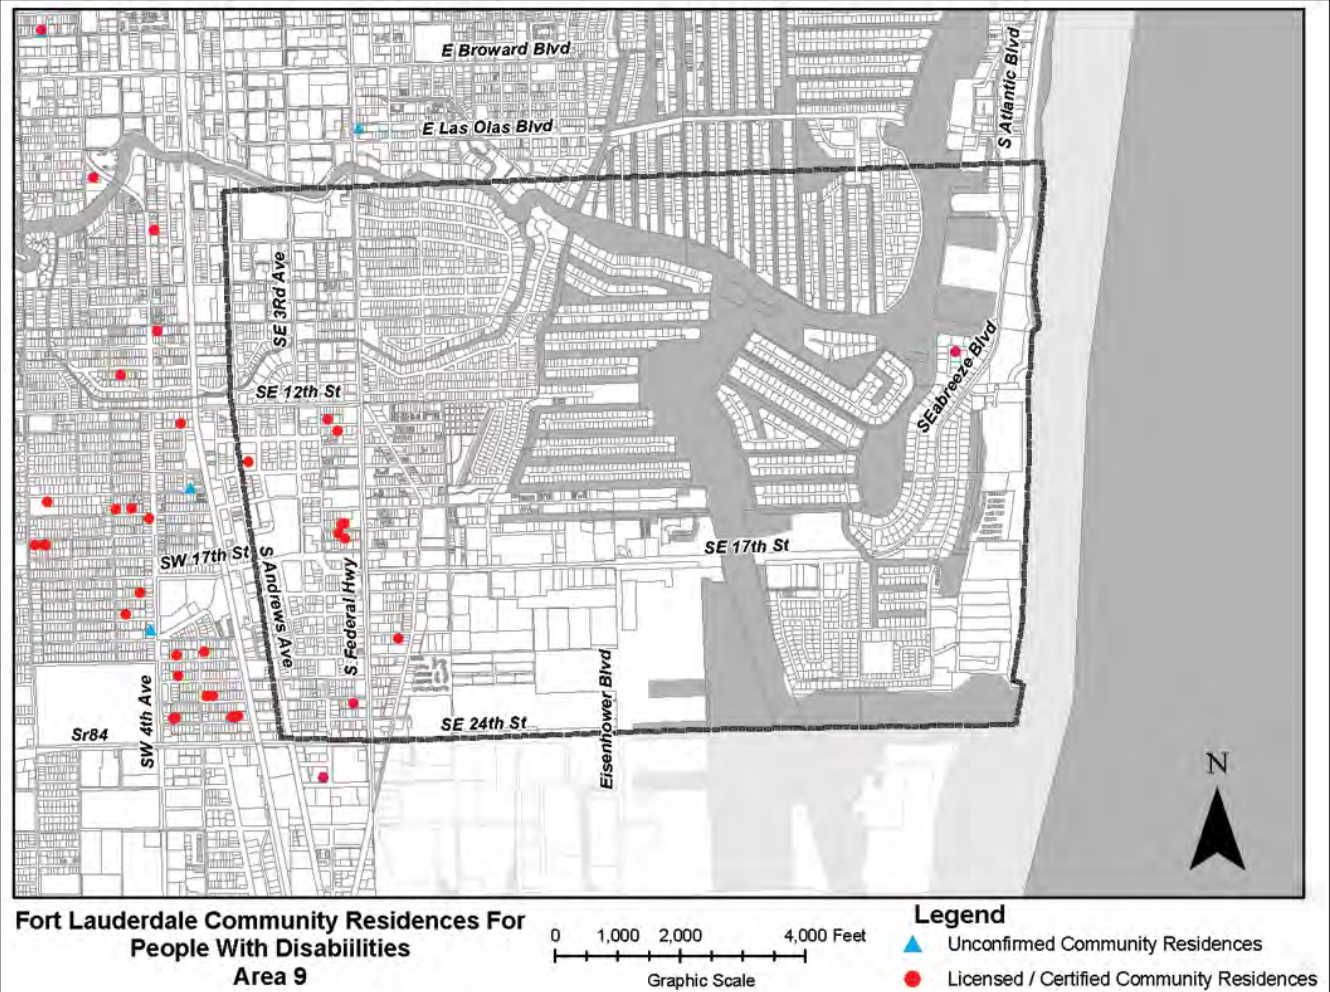 E Broward Blvd
S Atlantic Blvd
E Las Olas Blvd
SE 3Rd Ave
SEabreeze Blvd
SE 12th St
SW 17th St
SE 17th St
S Andrews Ave
S Federal Hwy
Eisenhower Blvd
SW 4th Ave
SE 24th St
Sr84
N
Fort Lauderdale Community Residences For
People With Disabiilities
Area 9
0 1,000 2,000 4,000 Feet
Graphic Scale
Legend
Unconfirmed Community Residences
Licensed / Certified Community Residences